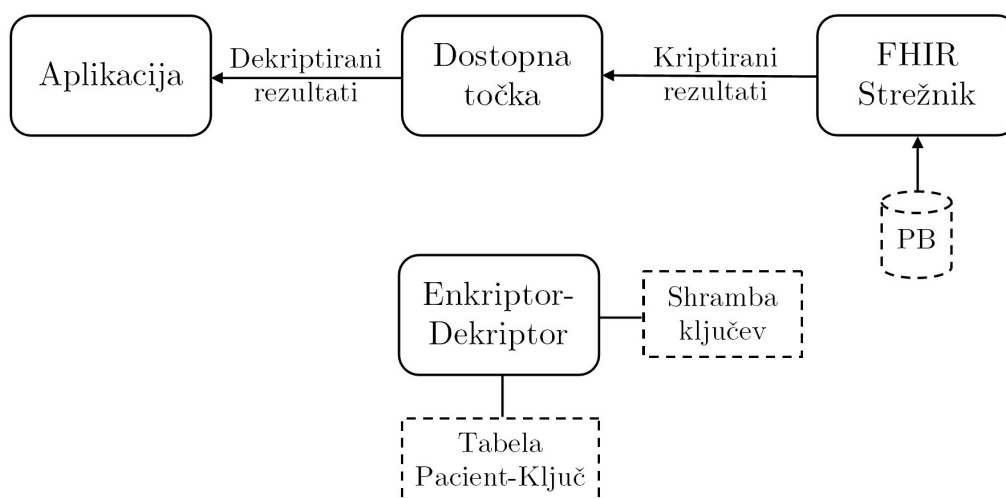 Aplikacija
Dekriptirani
rezultati
Dostopna
točka
Kriptirani
rezultati
FHIR
Strežnik
PB
Enkriptor-
Dekriptor
Shramba
ključev
Tabela
Pacient-Ključ